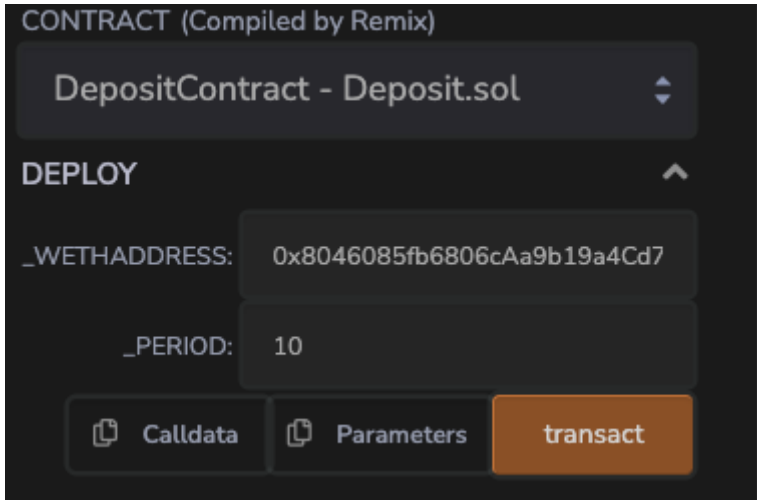 CONTRACT (Compiled by Remix)
DepositContract - Deposit.sol
DEPLOY
_WETHADDRESS: 0x8046085fb6806cAa9b19a4Cd7
_PERIOD: 10
Calldata Parameters transact